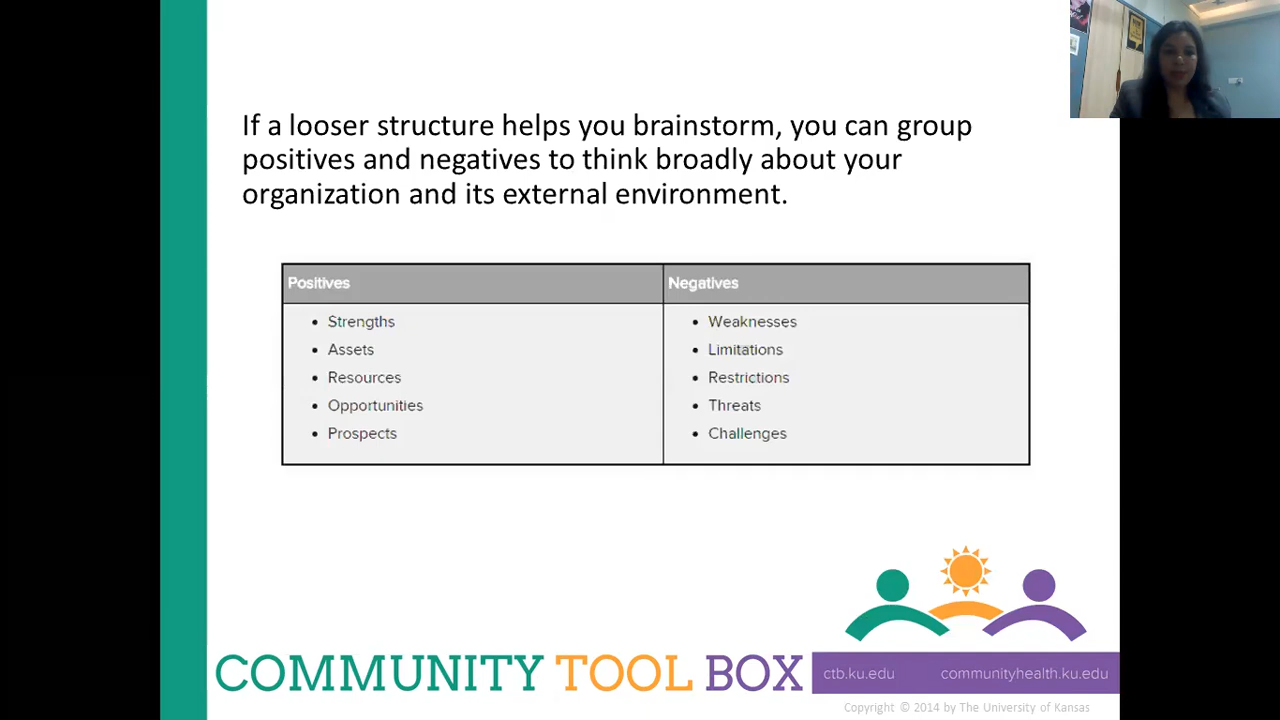 If a looser structure helps you brainstorm, you can group
positives and negatives to think broadly about your
organization and its external environment.
Positives
Strengths
Assets
Resources
Opportunities
Prospects
Negatives
Weaknesses
Limitations
Restrictions
Threats
Challenges
COMMUNITY TOOL BOX
ctb.ku.edu communityhealth.ku.edu
Copyright © 2014 by The University of Kansas